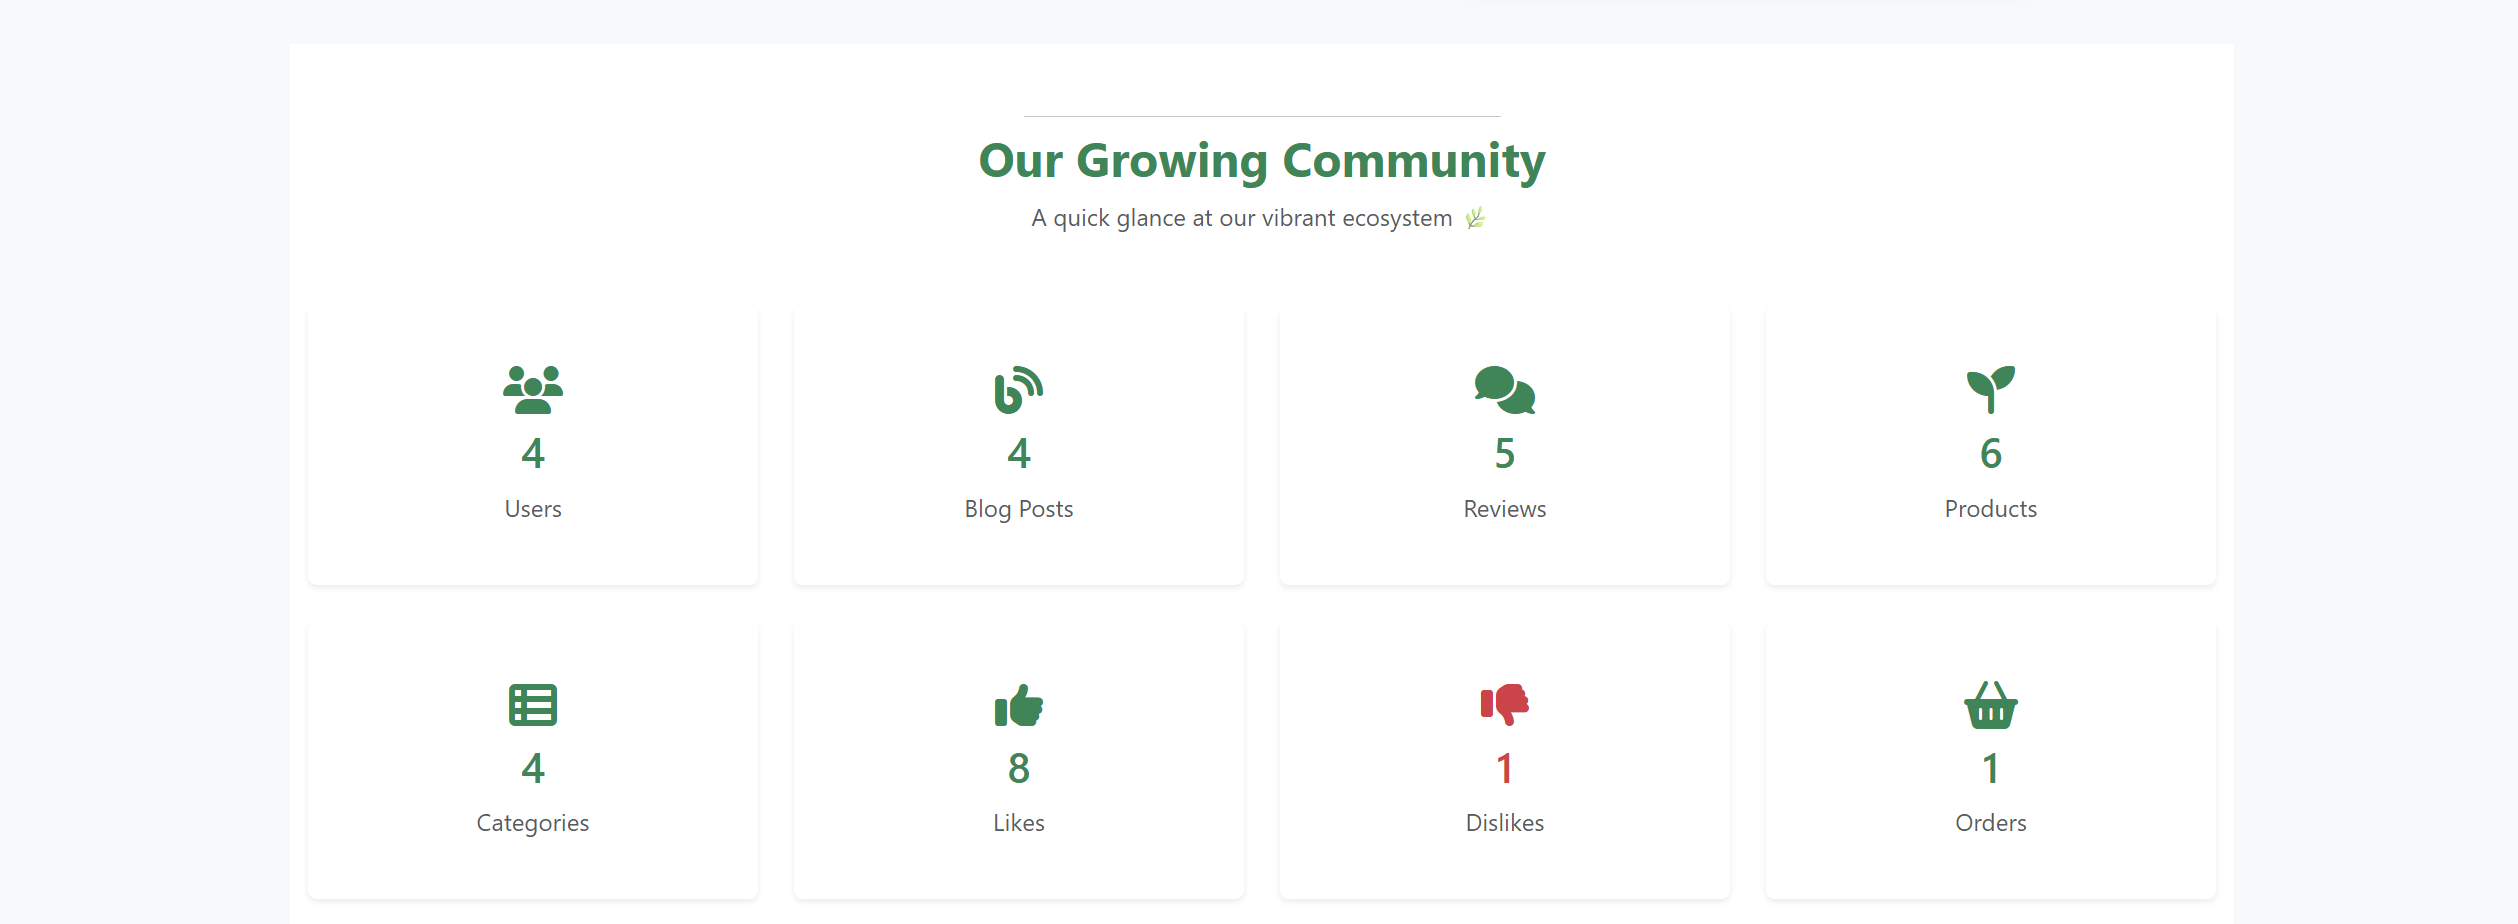 Our Growing Community
A quick glance at our vibrant ecosystem 🌿
4
Users
4
Blog Posts
5
Reviews
6
Products
4
Categories
8
Likes
1
Dislikes
1
Orders